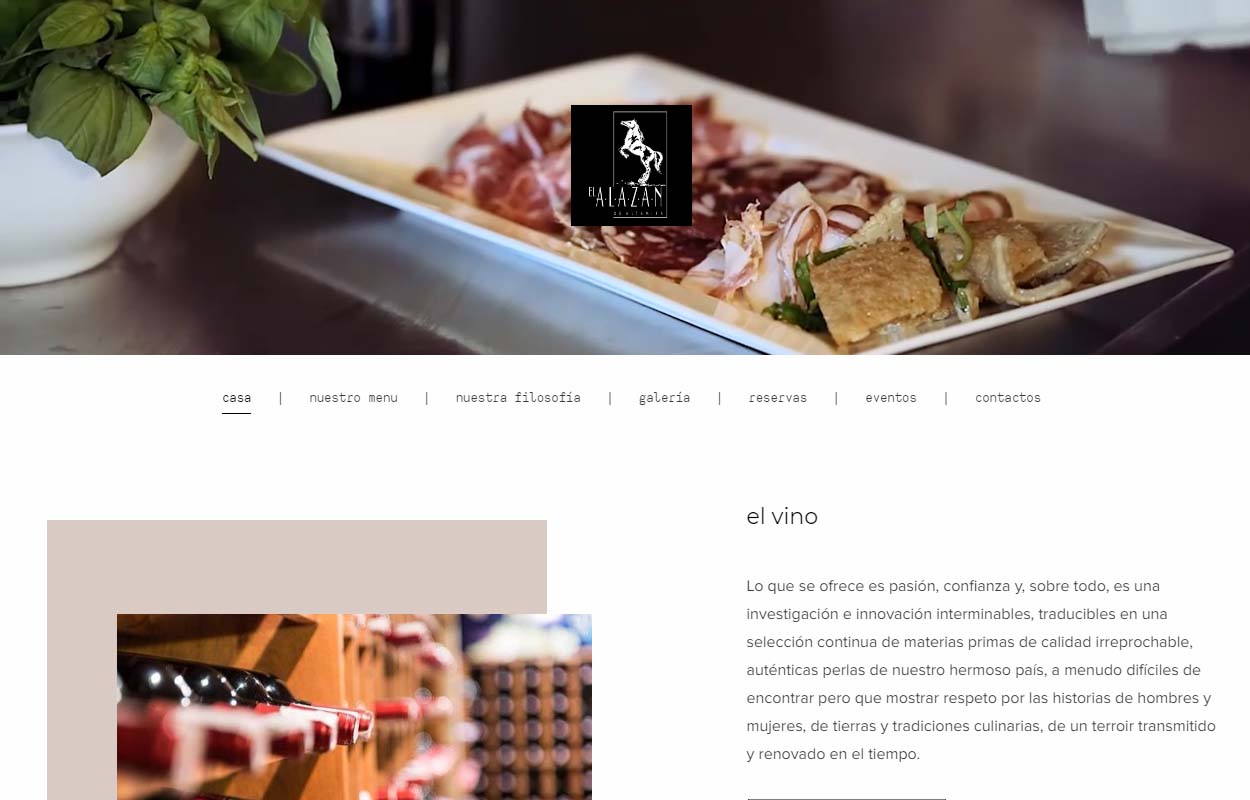 EL ALAZAN
casa | nuestro menu | nuestra filosofía | galería | reservas | eventos | contactos
el vino
Lo que se ofrece es pasión, confianza y, sobre todo, es una
investigación e innovación interminables, traducibles en una
selección continua de materias primas de calidad irreprochable,
auténticas perlas de nuestro hermoso país, a menudo difíciles de
encontrar pero que mostrar respeto por las historias de hombres y
mujeres, de tierras y tradiciones culinarias, de un terroir transmitido
y renovado en el tiempo.